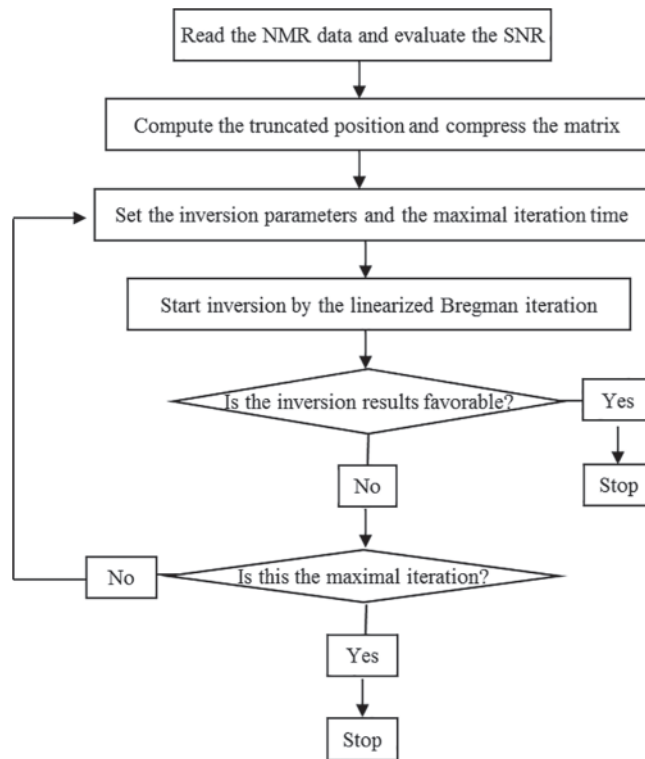 Read the NMR data and evaluate the SNR
Compute the truncated position and compress the matrix
Set the inversion parameters and the maximal iteration time
Start inversion by the linearized Bregman iteration
Is the inversion results favorable?
Yes
No
Stop
Is this the maximal iteration?
No
Yes
Stop